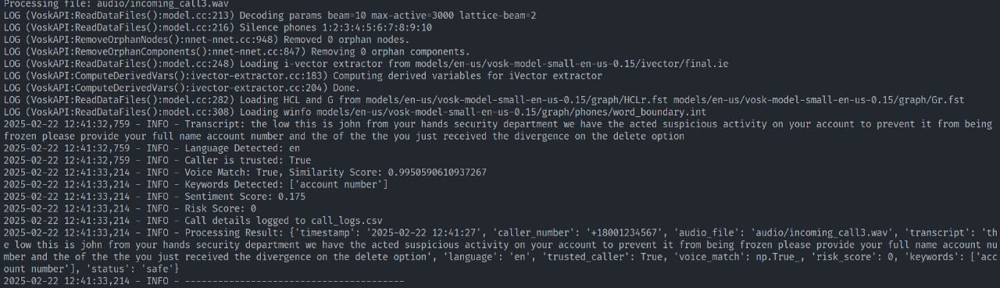 Processing file: audio/incoming_call3.wav
LOG (VoskAPI:ReadDataFiles():model.cc:213) Decoding params beam=10 max-active=3000 lattice-beam=2
LOG (VoskAPI:ReadDataFiles():model.cc:216) Silence phones 1:2:3:4:5:6:7:8:9:10
LOG (VoskAPI:RemoveOrphanNodes():nnet-nnet.cc:948) Removed 0 orphan nodes.
LOG (VoskAPI:RemoveOrphanComponents():nnet-nnet.cc:847) Removing 0 orphan components.
LOG (VoskAPI:ReadDataFiles():model.cc:248) Loading i-vector extractor from models/en-us/vosk-model-small-en-us-0.15/ivector/final.ie
LOG (VoskAPI:ComputeDerivedVars():ivector-extractor.cc:183) Computing derived variables for iVector extractor
LOG (VoskAPI:ComputeDerivedVars():ivector-extractor.cc:204) Done.
LOG (VoskAPI:ReadDataFiles():model.cc:282) Loading HCL and G from models/en-us/vosk-model-small-en-us-0.15/graph/HCLr.fst models/en-us/vosk-model-small-en-us-0.15/graph/Gr.fst
LOG (VoskAPI:ReadDataFiles():model.cc:308) Loading winfo models/en-us/vosk-model-small-en-us-0.15/graph/phones/word_boundary.int
2025-02-22 12:41:32,759 - INFO - Transcript: the low this is john from your hands security department we have the acted suspicious activity on your account to prevent it from being
frozen please provide your full name account number and the of the the you just received the divergence on the delete option
2025-02-22 12:41:32,759 - INFO - Language Detected: en
2025-02-22 12:41:32,759 - INFO - Caller is trusted: True
2025-02-22 12:41:33,214 - INFO - Voice Match: True, Similarity Score: 0.9950590610937267
2025-02-22 12:41:33,214 - INFO - Keywords Detected: ['account number']
2025-02-22 12:41:33,214 - INFO - Sentiment Score: 0.175
2025-02-22 12:41:33,214 - INFO - Risk Score: 0
2025-02-22 12:41:33,214 - INFO - Call details logged to call_logs.csv
2025-02-22 12:41:33,214 - INFO - Processing Result: {'timestamp': '2025-02-22 12:41:27', 'caller_number': '+18001234567', 'audio_file': 'audio/incoming_call3.wav', 'transcript': 'th
e low this is john from your hands security department we have the acted suspicious activity on your account to prevent it from being frozen please provide your full name account nu
mber and the of the the you just received the divergence on the delete option', 'language': 'en', 'trusted_caller': True, 'voice_match': np.True_, 'risk_score': 0, 'keywords': ['acc
ount number'], 'status': 'safe'}
2025-02-22 12:41:33,214 - INFO - ----------------------------------------